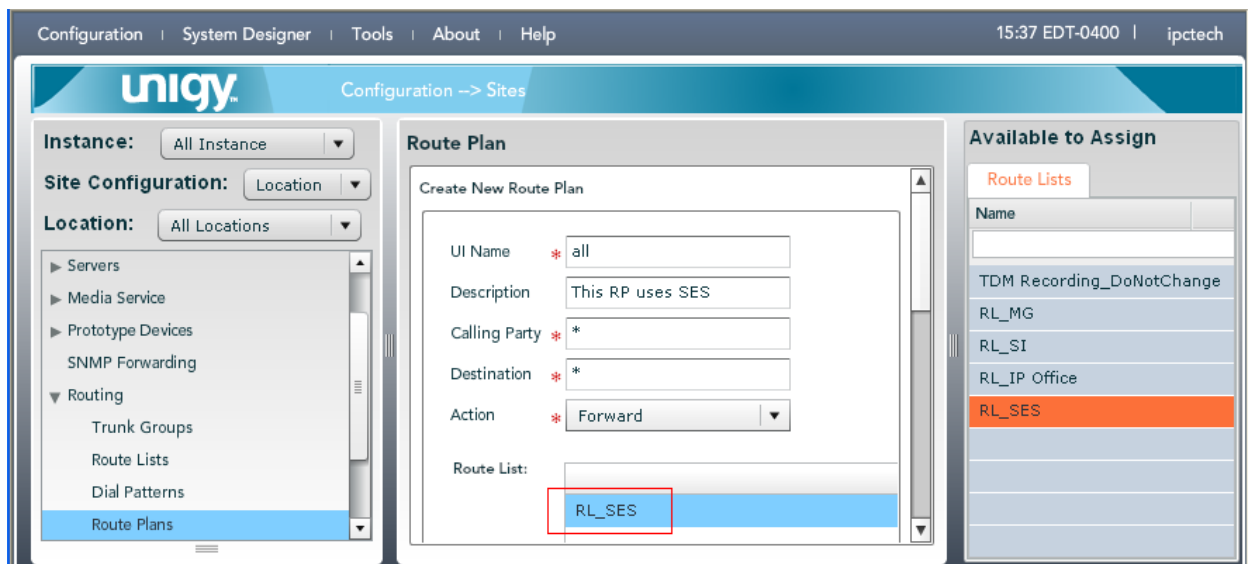 Configuration | System Designer | Tools | About | Help 15:37 EDT-0400 | ipctech
unigy™ Configuration --> Sites
Instance: All Instance
Site Configuration: Location
Location: All Locations
Servers
Media Service
Prototype Devices
SNMP Forwarding
Routing
Trunk Groups
Route Lists
Dial Patterns
Route Plans
Route Plan
Create New Route Plan
UI Name * all
Description This RP uses SES
Calling Party * *
Destination * *
Action * Forward
Route List:
RL_SES
Available to Assign
Route Lists
Name
TDM Recording_DoNotChange
RL_MG
RL_SI
RL_IP Office
RL_SES